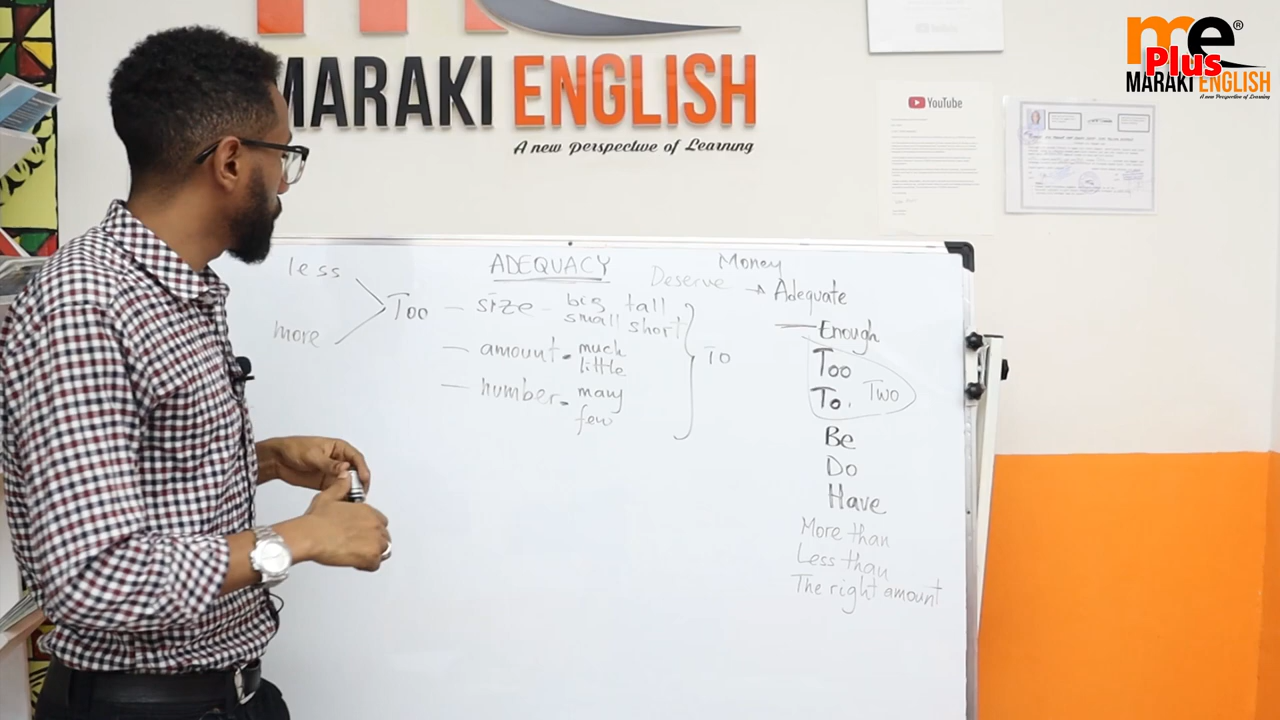 MARAKI ENGLISH
A new perspective of Learning
me
Plus
MARAKI ENGLISH
A new Perspective of Learning
YouTube
ADEQUACY
less
more
Too
— size - big tall
small short
— amount - much
little
— number - many
few
To
Money
Deserve
→ Adequate
— Enough
Too
To, Two
Be
Do
Have
More than
Less than
The right amount